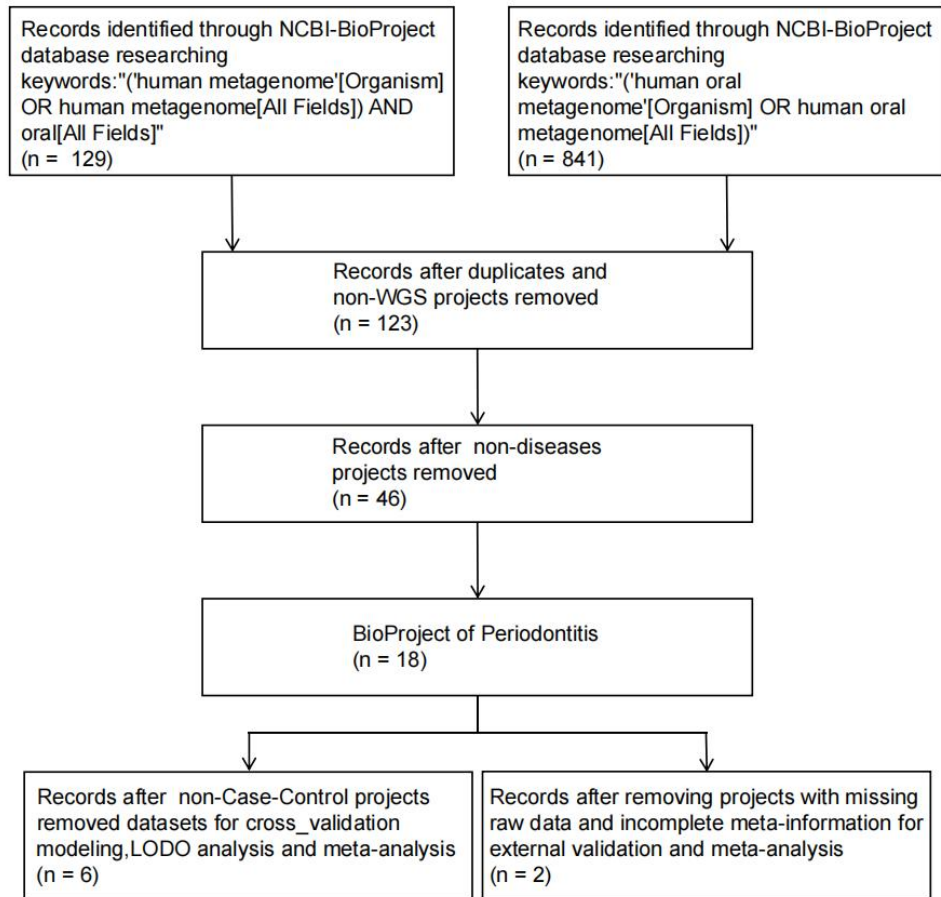 Records identified through NCBI-BioProject
database researching
keywords:"('human metagenome'[Organism]
OR human metagenome[All Fields]) AND
oral[All Fields]"
(n =  129)
Records identified through NCBI-BioProject
database researching
keywords:"('human oral
metagenome'[Organism] OR human oral
metagenome[All Fields])"
(n = 841)
Records after duplicates and
non-WGS projects removed
(n = 123)
Records after  non-diseases
projects removed
(n = 46)
BioProject of Periodontitis
(n = 18)
Records after  non-Case-Control projects
removed datasets for cross_validation
modeling,LODO analysis and meta-analysis
(n = 6)
Records after removing projects with missing
raw data and incomplete meta-information for
external validation and meta-analysis
(n = 2)